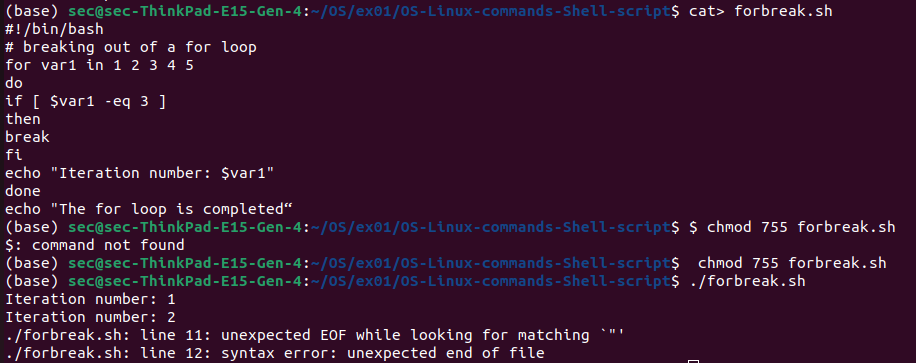 (base) sec@sec-ThinkPad-E15-Gen-4:~/OS/ex01/OS-Linux-commands-Shell-script$ cat> forbreak.sh
#!/bin/bash
# breaking out of a for loop
for var1 in 1 2 3 4 5
do
if [ $var1 -eq 3 ]
then
break
fi
echo "Iteration number: $var1"
done
echo "The for loop is completed“
(base) sec@sec-ThinkPad-E15-Gen-4:~/OS/ex01/OS-Linux-commands-Shell-script$ $ chmod 755 forbreak.sh
$: command not found
(base) sec@sec-ThinkPad-E15-Gen-4:~/OS/ex01/OS-Linux-commands-Shell-script$  chmod 755 forbreak.sh
(base) sec@sec-ThinkPad-E15-Gen-4:~/OS/ex01/OS-Linux-commands-Shell-script$ ./forbreak.sh
Iteration number: 1
Iteration number: 2
./forbreak.sh: line 11: unexpected EOF while looking for matching `"'
./forbreak.sh: line 12: syntax error: unexpected end of file